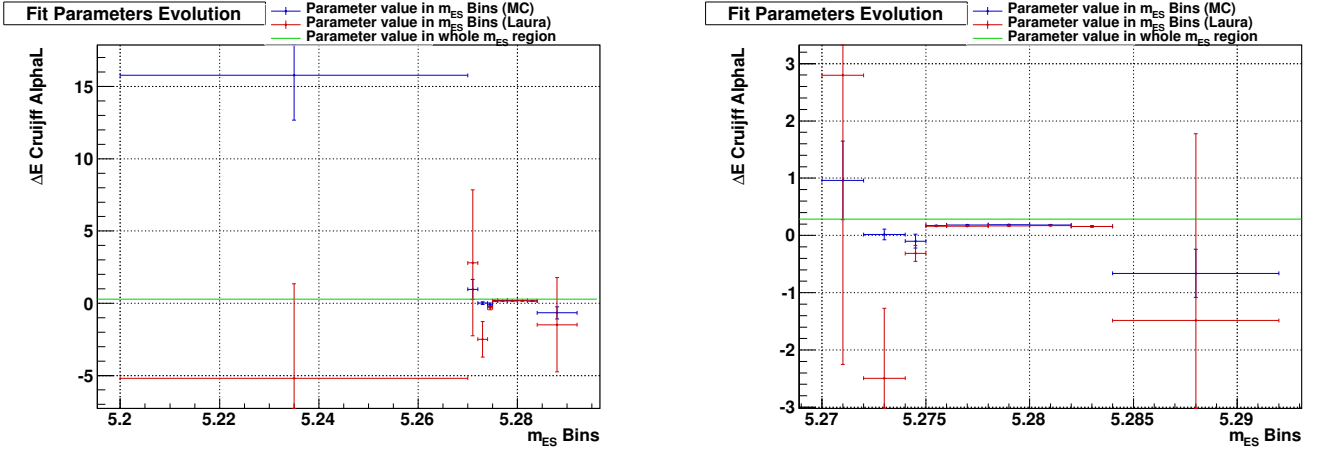 Fit Parameters Evolution
Parameter value in mES Bins (MC)
Parameter value in mES Bins (Laura)
Parameter value in whole mES region
ΔE Cruijff AlphaL
15
10
5
0
-5
5.2 5.22 5.24 5.26 5.28
mES Bins
Fit Parameters Evolution
Parameter value in mES Bins (MC)
Parameter value in mES Bins (Laura)
Parameter value in whole mES region
ΔE Cruijff AlphaL
3
2
1
0
-1
-2
-3
5.27 5.275 5.28 5.285 5.29
mES Bins